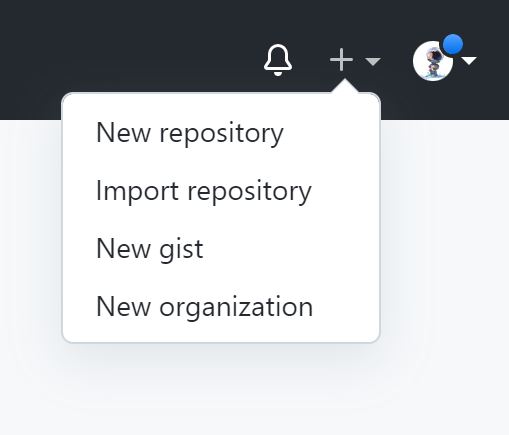 New repository
Import repository
New gist
New organization